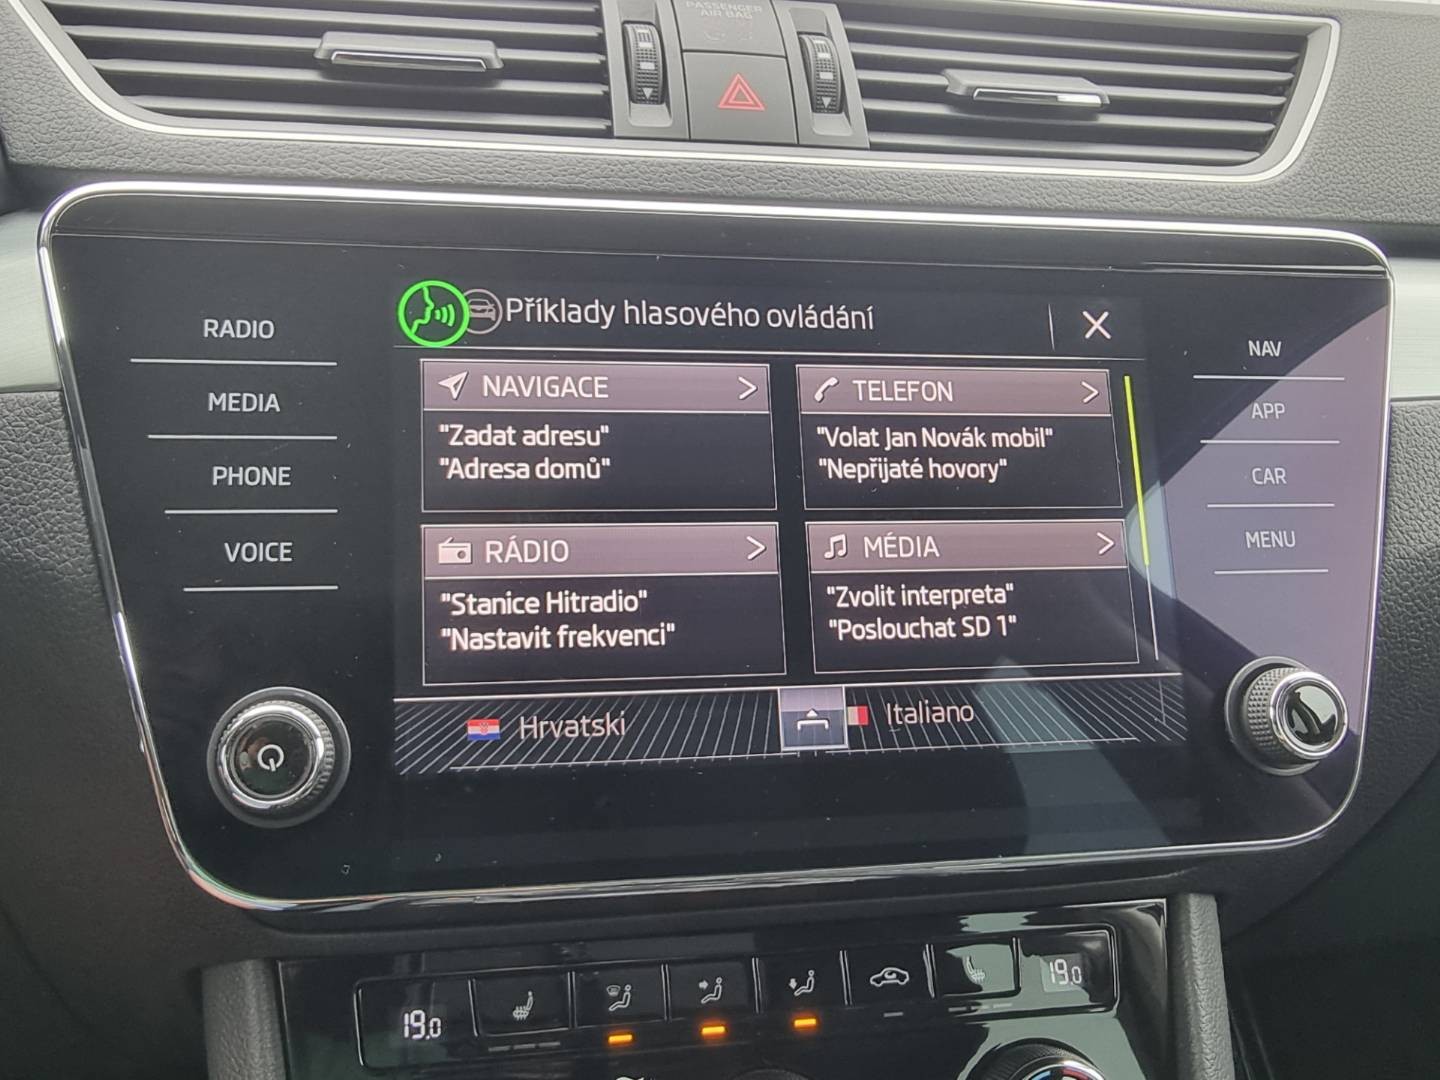 PASSENGER
AIR BAG
Příklady hlasového ovládání
RADIO
MEDIA
PHONE
VOICE
NAVIGACE
"Zadat adresu"
"Adresa domů"
TELEFON
"Volat Jan Novák mobil"
"Nepřijaté hovory"
RÁDIO
"Stanice Hitradio"
"Nastavit frekvenci"
MÉDIA
"Zvolit interpreta"
"Poslouchat SD 1"
Hrvatski
Italiano
NAV
APP
CAR
MENU
19.0
19.0